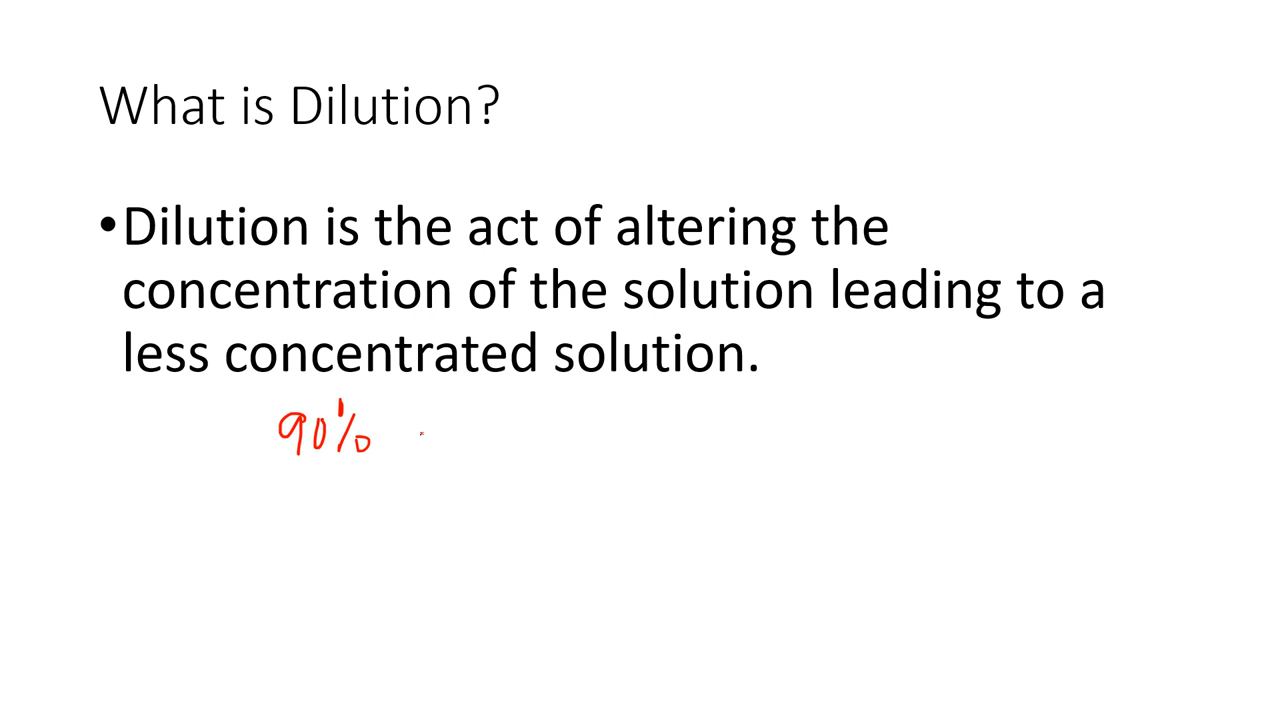 What is Dilution?
•Dilution is the act of altering the
concentration of the solution leading to a
less concentrated solution.
90%